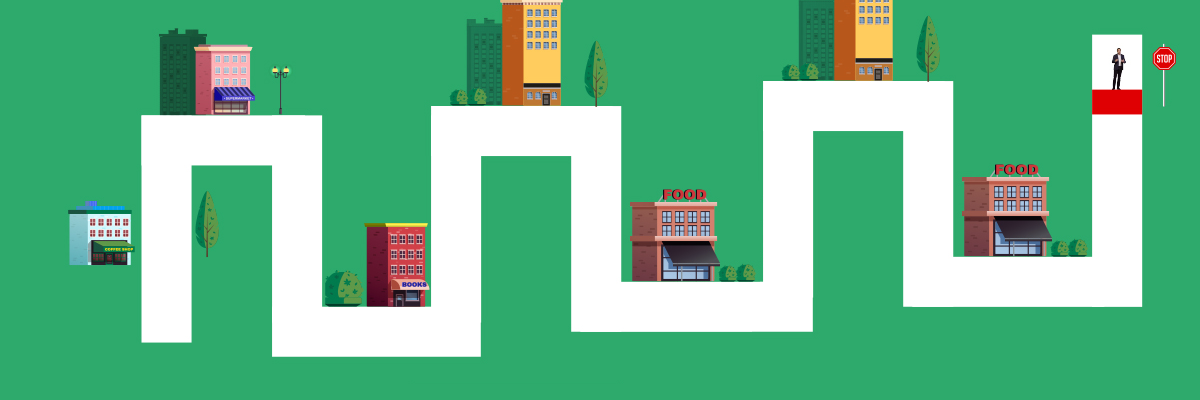 SUPERMARKET
COFFEE SHOP
BOOKS
FOOD
FOOD
STOP